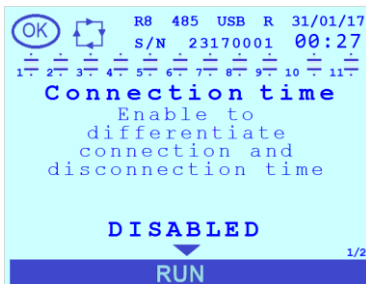 OK R8 485 USB R 31/01/17
S/N 23170001 00:27
1 2 3 4 5 6 7 8 9 10 11
Connection time
Enable to
differentiate
connection and
disconnection time
DISABLED
1/2
RUN